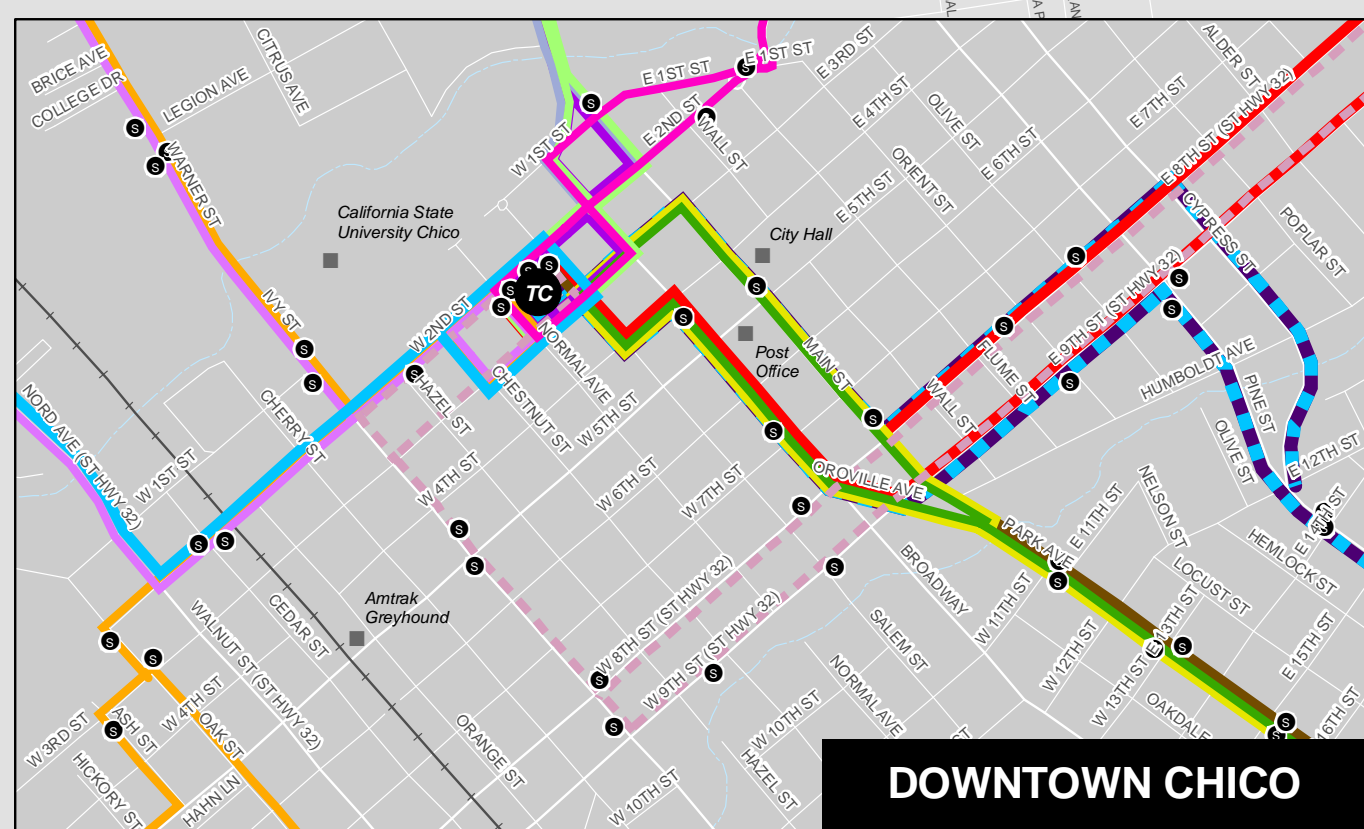 BRICE AVE
COLLEGE DR
LEGION AVE
CITRUS AVE
WARNER ST
W 1ST ST
E 1ST ST
E 1ST ST
E 2ND ST
WALL ST
E 3RD ST
E 4TH ST
OLIVE ST
ORIENT ST
E 5TH ST
E 6TH ST
E 7TH ST
ALDER ST
E 8TH ST (ST HWY 32)
CYPRESS ST
POPLAR ST
California State
University Chico
City Hall
TC
IVY ST
W 2ND ST
NORMAL AVE
Post
Office
MAIN ST
E 9TH ST (ST HWY 32)
FLUME ST
WALL ST
HUMBOLDT AVE
PINE ST
OLIVE ST
E 12TH ST
NORD AVE (ST HWY 32)
CHERRY ST
HAZEL ST
CHESTNUT ST
W 5TH ST
W 1ST ST
W 4TH ST
W 6TH ST
W 7TH ST
OROVILLE AVE
PARK AVE
E 11TH ST
NELSON ST
E 14TH ST
HEMLOCK ST
LOCUST ST
BROADWAY
Amtrak
Greyhound
CEDAR ST
WALNUT ST (ST HWY 32)
W 8TH ST (ST HWY 32)
W 9TH ST (ST HWY 32)
SALEM ST
W 11TH ST
W 12TH ST
E 13TH ST
W 13TH ST
E 15TH ST
16TH ST
OAKDALE
NORMAL AVE
W 10TH ST
HAZEL ST
W 10TH ST
ORANGE ST
W 3RD ST
ASH ST
W 4TH ST
OAK ST
HICKORY ST
HAHN LN
DOWNTOWN CHICO